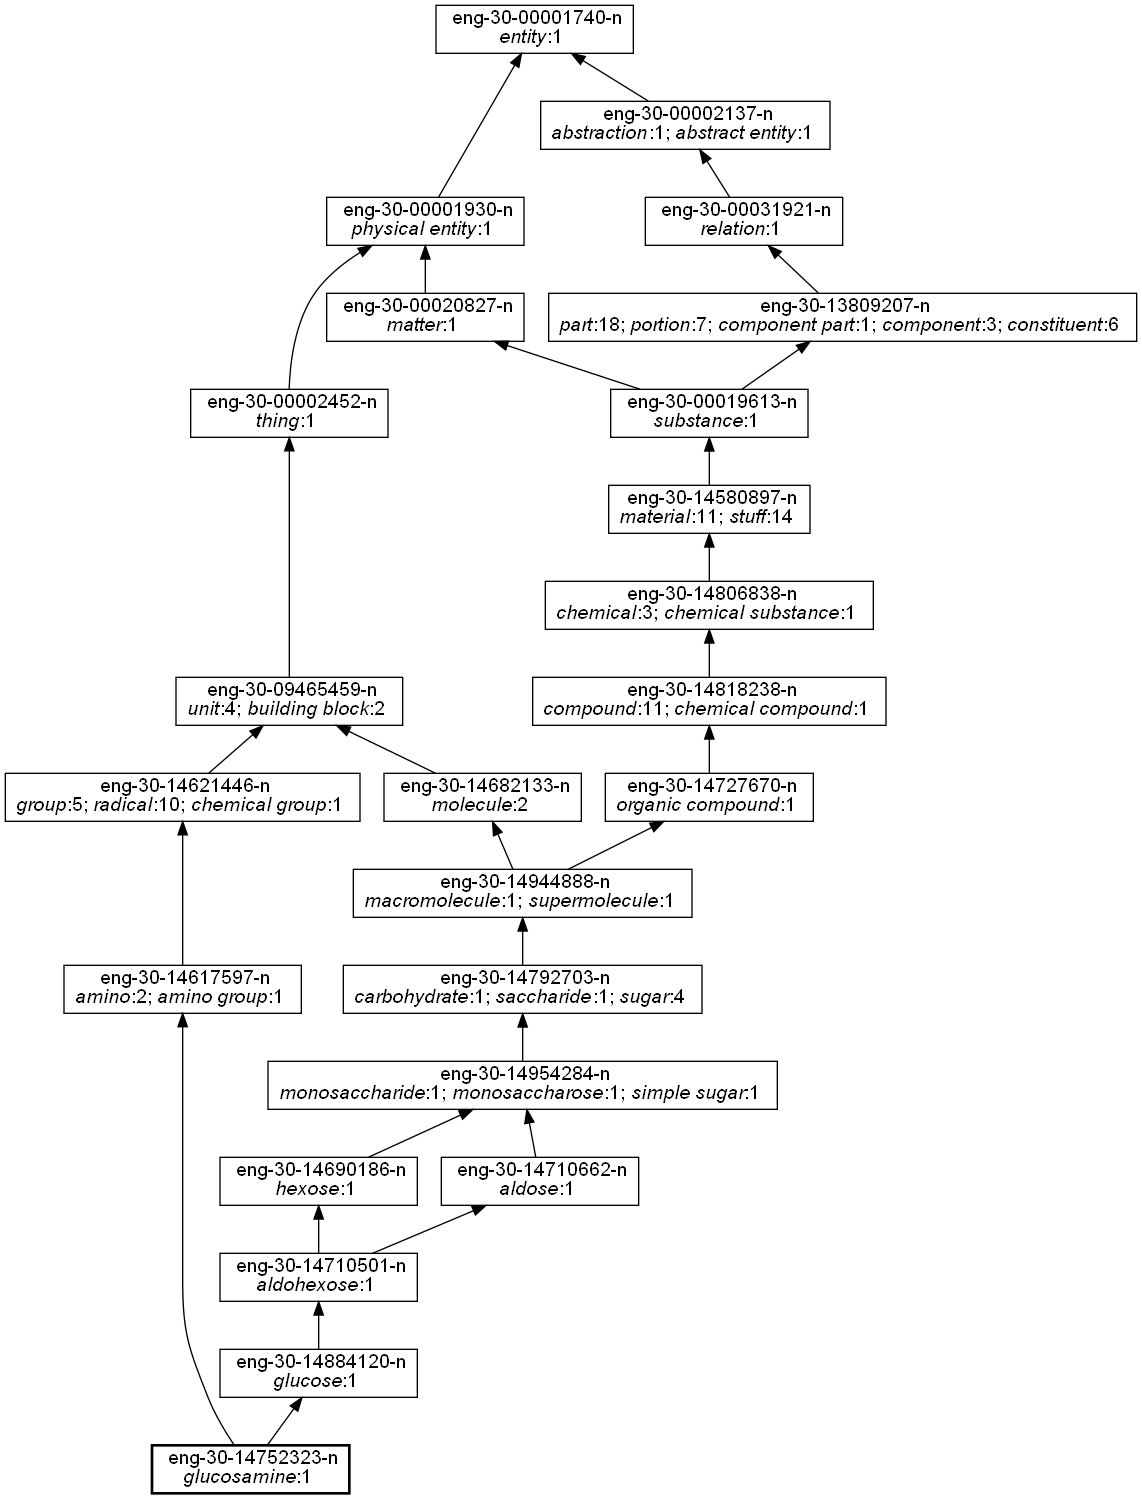 eng-30-00001740-n
entity:1
eng-30-00002137-n
abstraction:1; abstract entity:1
eng-30-00001930-n
physical entity:1
eng-30-00031921-n
relation:1
eng-30-00020827-n
matter:1
eng-30-13809207-n
part:18; portion:7; component part:1; component:3; constituent:6
eng-30-00002452-n
thing:1
eng-30-00019613-n
substance:1
eng-30-14580897-n
material:11; stuff:14
eng-30-14806838-n
chemical:3; chemical substance:1
eng-30-09465459-n
unit:4; building block:2
eng-30-14818238-n
compound:11; chemical compound:1
eng-30-14621446-n
group:5; radical:10; chemical group:1
eng-30-14682133-n
molecule:2
eng-30-14727670-n
organic compound:1
eng-30-14944888-n
macromolecule:1; supermolecule:1
eng-30-14617597-n
amino:2; amino group:1
eng-30-14792703-n
carbohydrate:1; saccharide:1; sugar:4
eng-30-14954284-n
monosaccharide:1; monosaccharose:1; simple sugar:1
eng-30-14690186-n
hexose:1
eng-30-14710662-n
aldose:1
eng-30-14710501-n
aldohexose:1
eng-30-14884120-n
glucose:1
eng-30-14752323-n
glucosamine:1